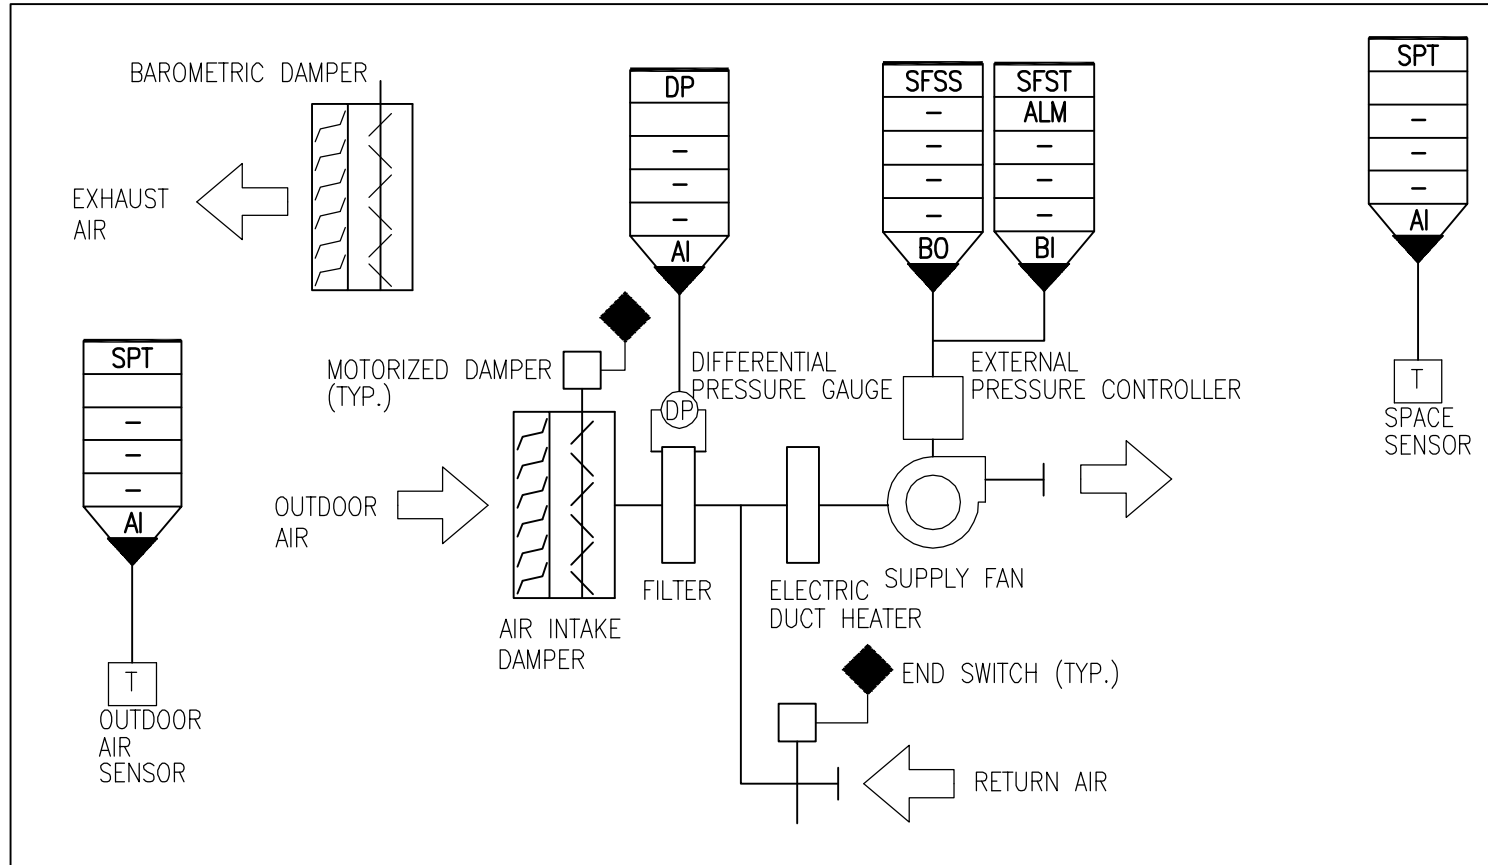 BAROMETRIC DAMPER
EXHAUST
AIR
DP
-
-
-
AI
SFSS
-
-
-
-
BO
SFST
ALM
-
-
-
BI
SPT
-
-
-
AI
T
SPACE
SENSOR
SPT
-
-
-
AI
T
OUTDOOR
AIR
SENSOR
MOTORIZED DAMPER
(TYP.)
DP
DIFFERENTIAL
PRESSURE GAUGE
EXTERNAL
PRESSURE CONTROLLER
OUTDOOR
AIR
AIR INTAKE
DAMPER
FILTER
ELECTRIC
DUCT HEATER
SUPPLY FAN
END SWITCH (TYP.)
RETURN AIR